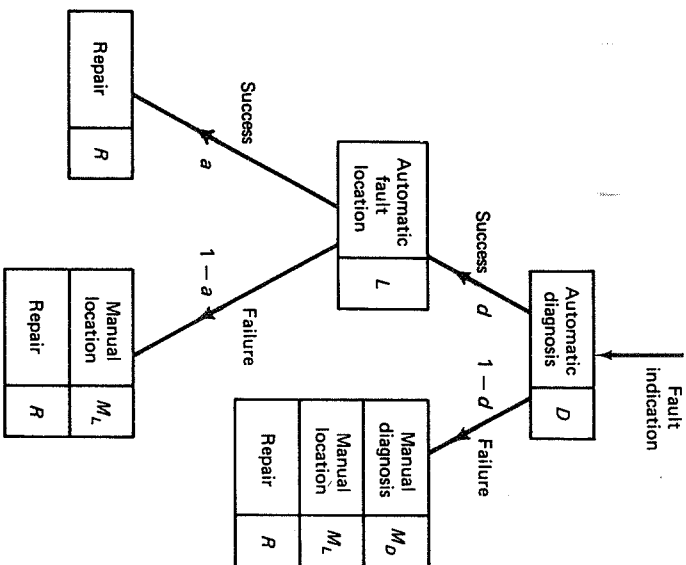 Fault
indication
Automatic
diagnosis
D
Success
d
1 – d
Failure
Automatic
fault
location
L
Manual
diagnosis
M_D
Manual
location
M_L
Repair
R
Success
a
1 – a
Failure
Repair
R
Manual
location
M_L
Repair
R